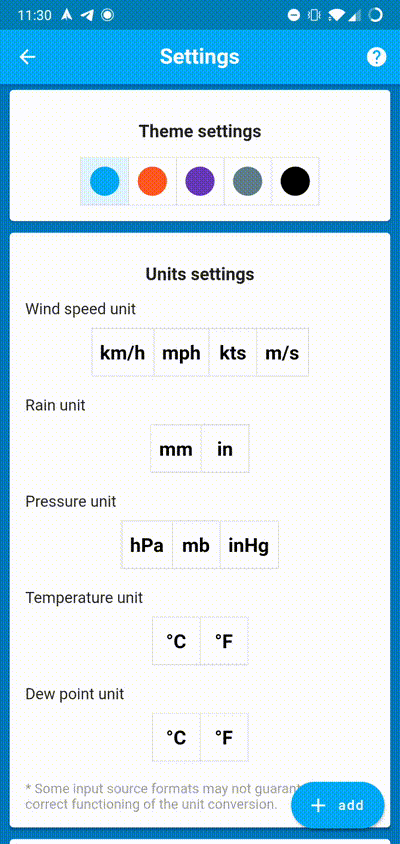 11:30
Settings
Theme settings
Units settings
Wind speed unit
km/h mph kts m/s
Rain unit
mm in
Pressure unit
hPa mb inHg
Temperature unit
°C °F
Dew point unit
°C °F
* Some input source formats may not
correct functioning of the unit conversion.
+ add